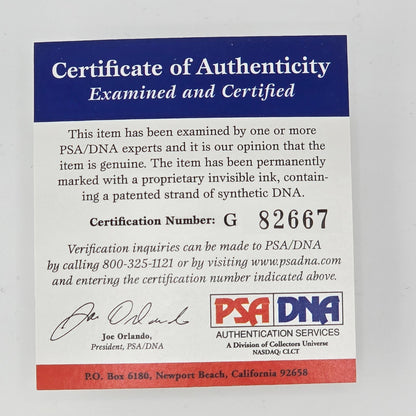 Certificate of Authenticity
Examined and Certified
This item has been examined by one or more
PSA/DNA experts and it is our opinion that the
item is genuine. The item has been permanently
marked with a proprietary invisible ink, contain-
ing a patented strand of synthetic DNA.
Certification Number: G 82667
Verification inquiries can be made to PSA/DNA
by calling 800-325-1121 or by visiting www.psadna.com
and entering the certification number indicated above.
Joe Orlando
Joe Orlando,
President, PSA/DNA
PSA DNA
AUTHENTICATION SERVICES
A Division of Collectors Universe
NASDAQ: CLCT
P.O. Box 6180, Newport Beach, California 92658